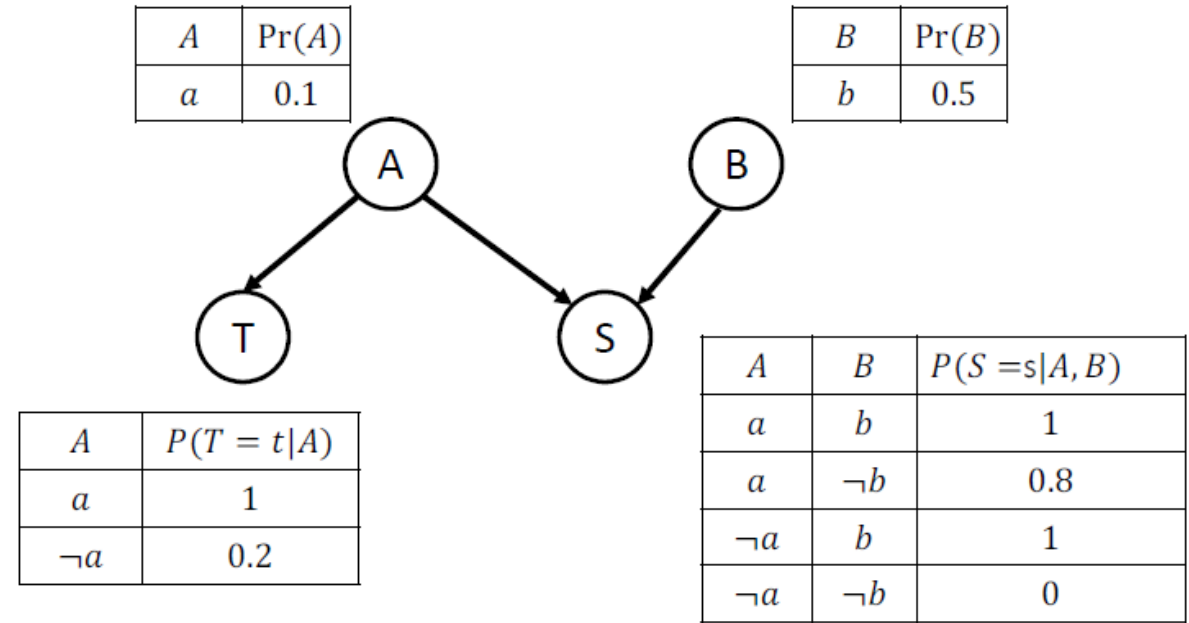 A Pr(A)
a 0.1
B Pr(B)
b 0.5
A
B
T
S
A P(T = t|A)
a 1
¬a 0.2
A B P(S =s|A, B)
a b 1
a ¬b 0.8
¬a b 1
¬a ¬b 0